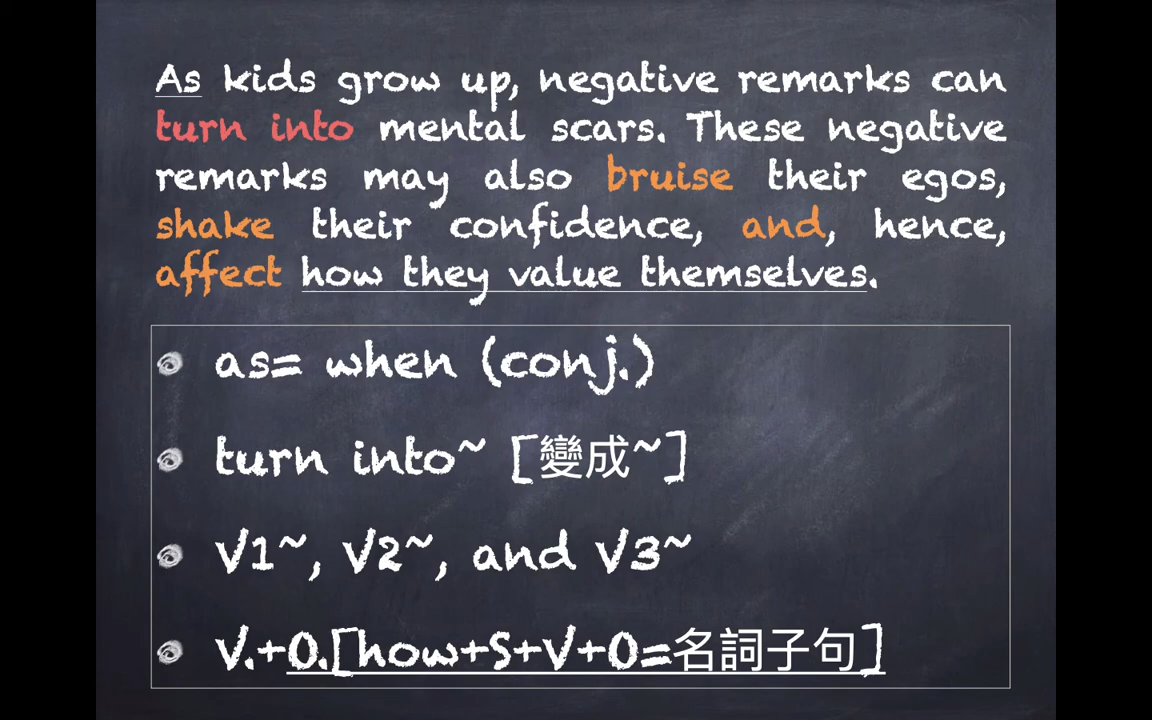 As kids grow up, negative remarks can
turn into mental scars. These negative
remarks may also bruise their egos,
shake their confidence, and, hence,
affect how they value themselves.
as= when (conj.)
turn into~ [變成~]
V1~, V2~, and V3~
V.+O.[how+S+V+O=名詞子句]